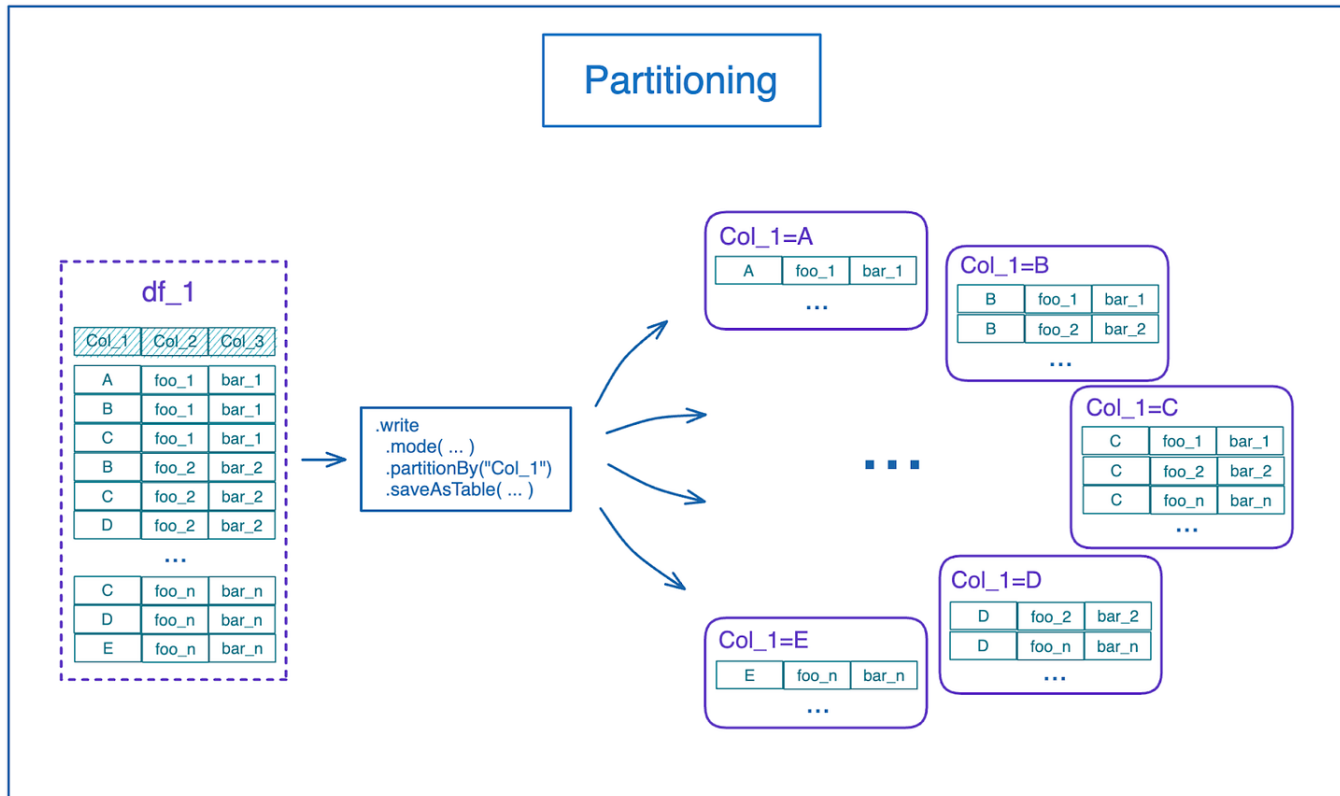 Partitioning
df_1
Col_1 Col_2 Col_3
A foo_1 bar_1
B foo_1 bar_1
C foo_1 bar_1
B foo_2 bar_2
C foo_2 bar_2
D foo_2 bar_2
...
C foo_n bar_n
D foo_n bar_n
E foo_n bar_n
.write
.mode( ... )
.partitionBy("Col_1")
.saveAsTable( ... )
Col_1=A
A foo_1 bar_1
...
Col_1=B
B foo_1 bar_1
B foo_2 bar_2
...
Col_1=C
C foo_1 bar_1
C foo_2 bar_2
C foo_n bar_n
...
...
Col_1=D
D foo_2 bar_2
D foo_n bar_n
...
Col_1=E
E foo_n bar_n
...